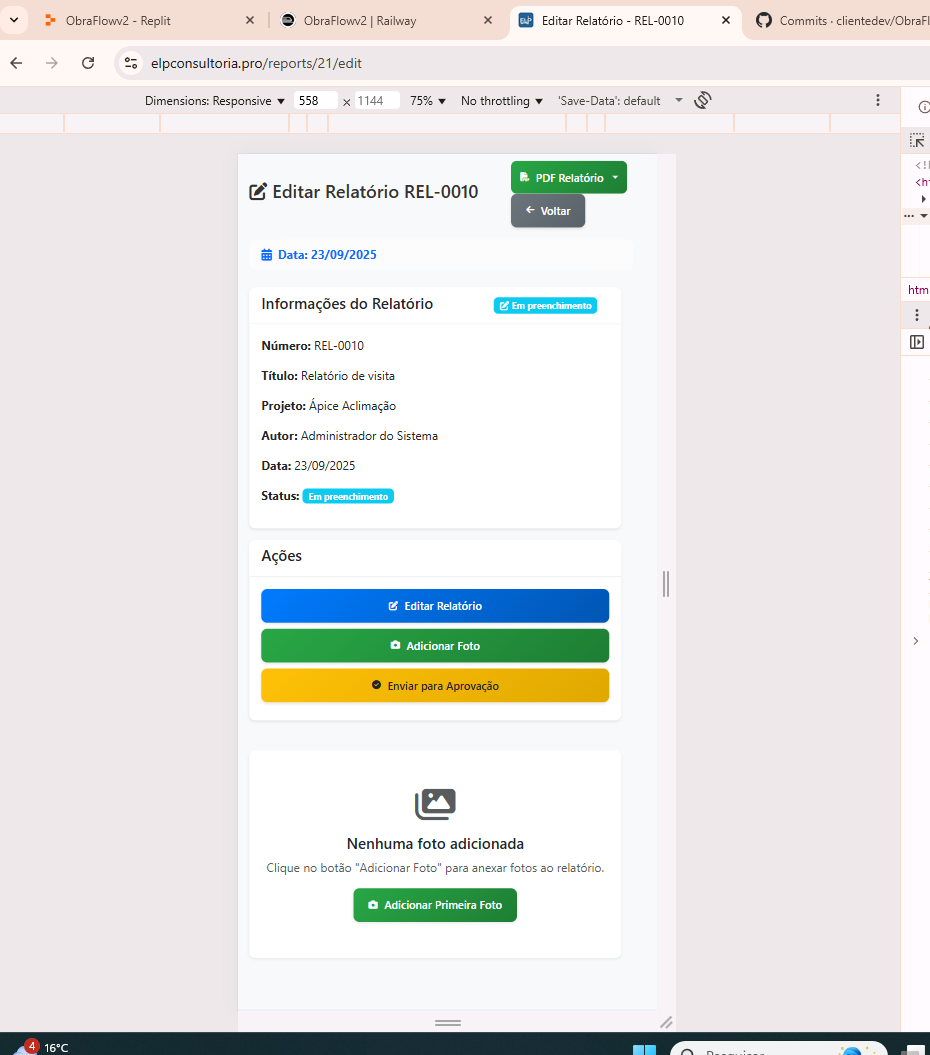 ObraFlowv2 - Replit
ObraFlowv2 | Railway
Editar Relatório - REL-0010
Commits · clientedev/ObraFl
elpconsultoria.pro/reports/21/edit
Dimensions: Responsive 558 × 1144 75% No throttling 'Save-Data': default
<!
<h
htm
Editar Relatório REL-0010
PDF Relatório
Voltar
Data: 23/09/2025
Informações do Relatório
Em preenchimento
Número: REL-0010
Título: Relatório de visita
Projeto: Ápice Aclimação
Autor: Administrador do Sistema
Data: 23/09/2025
Status: Em preenchimento
Ações
Editar Relatório
Adicionar Foto
Enviar para Aprovação
Nenhuma foto adicionada
Clique no botão "Adicionar Foto" para anexar fotos ao relatório.
Adicionar Primeira Foto
4
16°C
Pesquisar